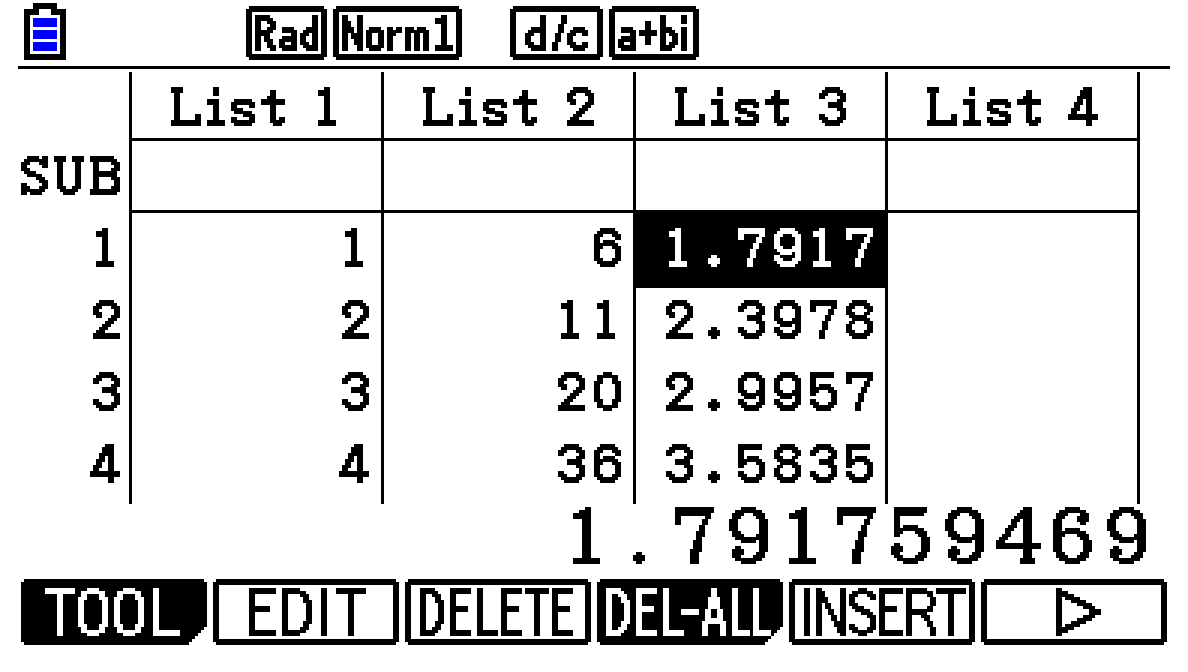 Rad Norm1 d/c a+bi
List 1 List 2 List 3 List 4
SUB
1 1 6 1.7917
2 2 11 2.3978
3 3 20 2.9957
4 4 36 3.5835
1.791759469
TOOL EDIT DELETE DEL-ALL INSERT ▷